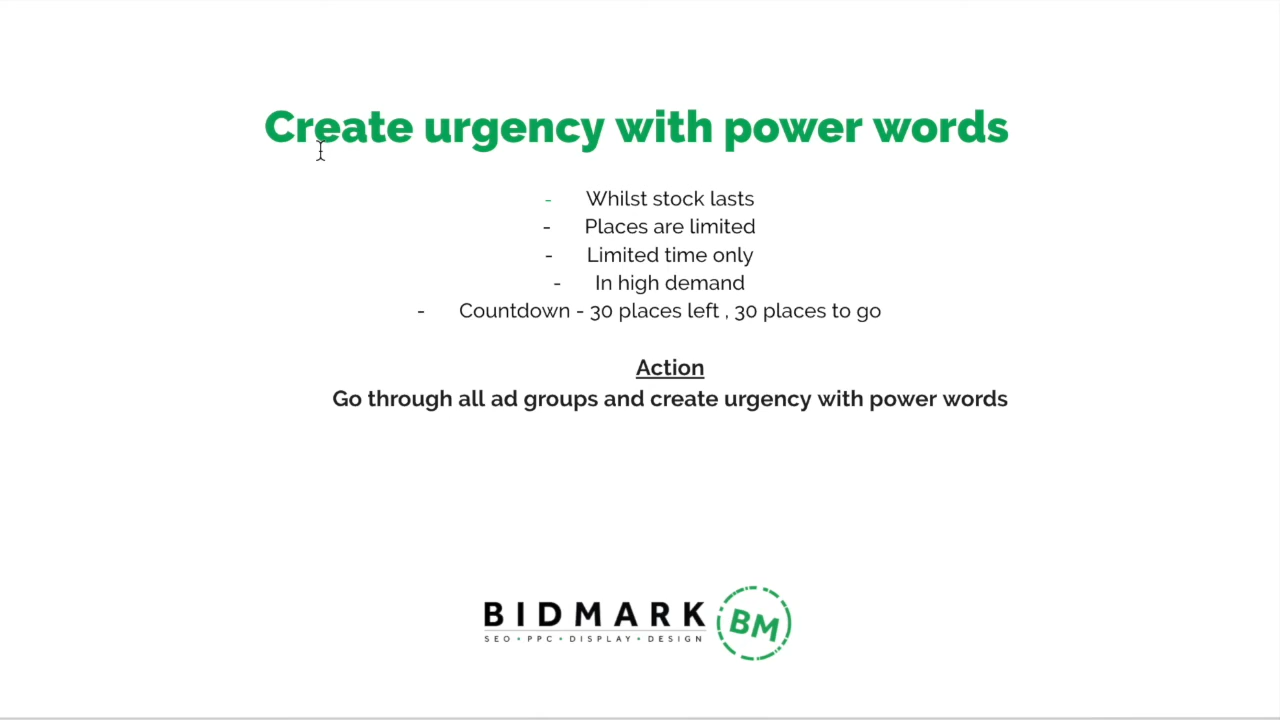 Create urgency with power words
- Whilst stock lasts
- Places are limited
- Limited time only
- In high demand
- Countdown - 30 places left , 30 places to go
Action
Go through all ad groups and create urgency with power words
BIDMARK
SEO • PPC • DISPLAY • DESIGN
BM